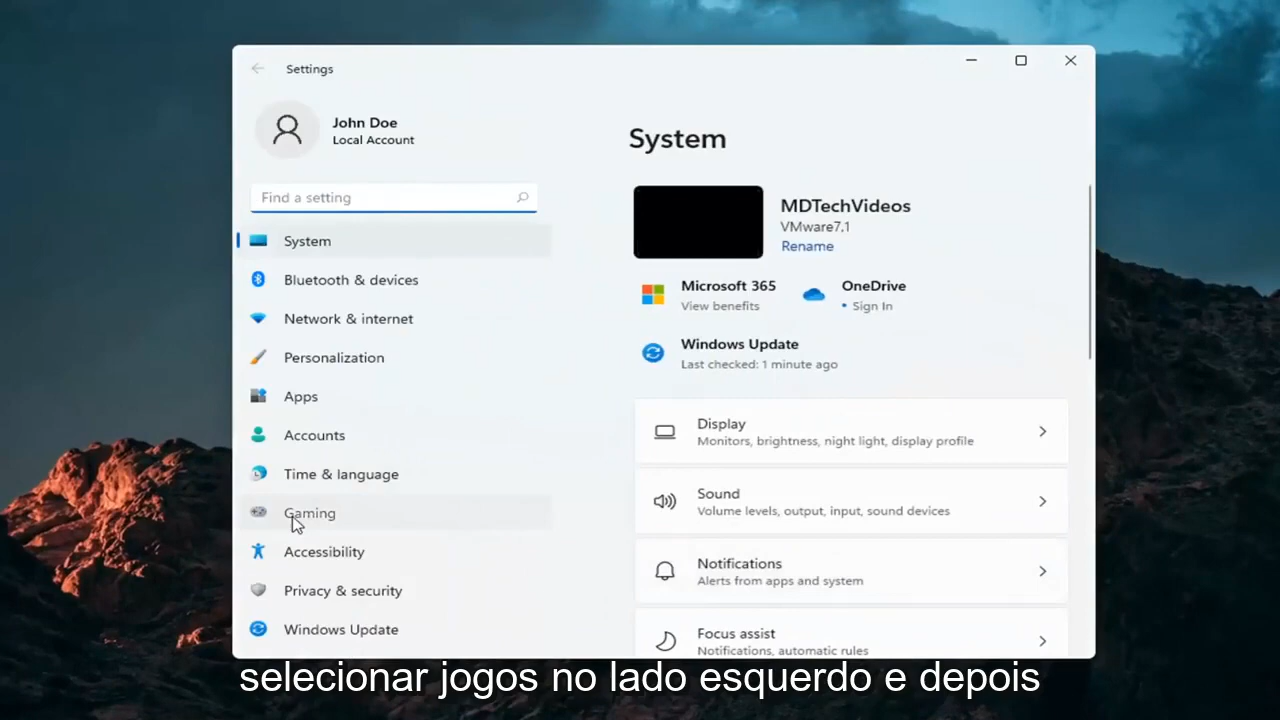 Settings
John Doe
Local Account
Find a setting
System
Bluetooth & devices
Network & internet
Personalization
Apps
Accounts
Time & language
Gaming
Accessibility
Privacy & security
Windows Update
System
MDTechVideos
VMware7,1
Rename
Microsoft 365
View benefits
OneDrive
• Sign In
Windows Update
Last checked: 1 minute ago
Display
Monitors, brightness, night light, display profile
Sound
Volume levels, output, input, sound devices
Notifications
Alerts from apps and system
Focus assist
Notifications, automatic rules
selecionar jogos no lado esquerdo e depois